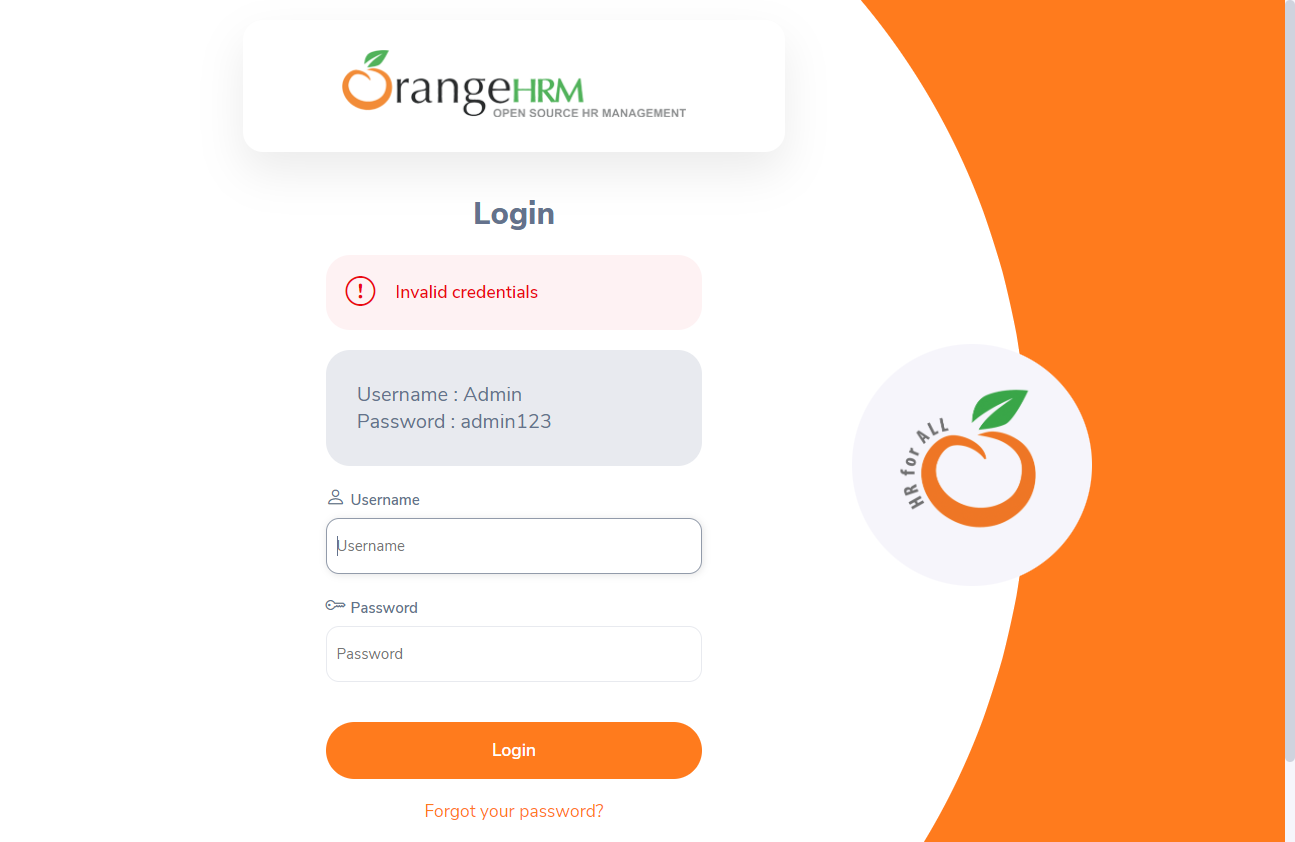 OrangeHRM
OPEN SOURCE HR MANAGEMENT
Login
Invalid credentials
Username : Admin
Password : admin123
Username
Username
Password
Password
Login
Forgot your password?
HR for ALL